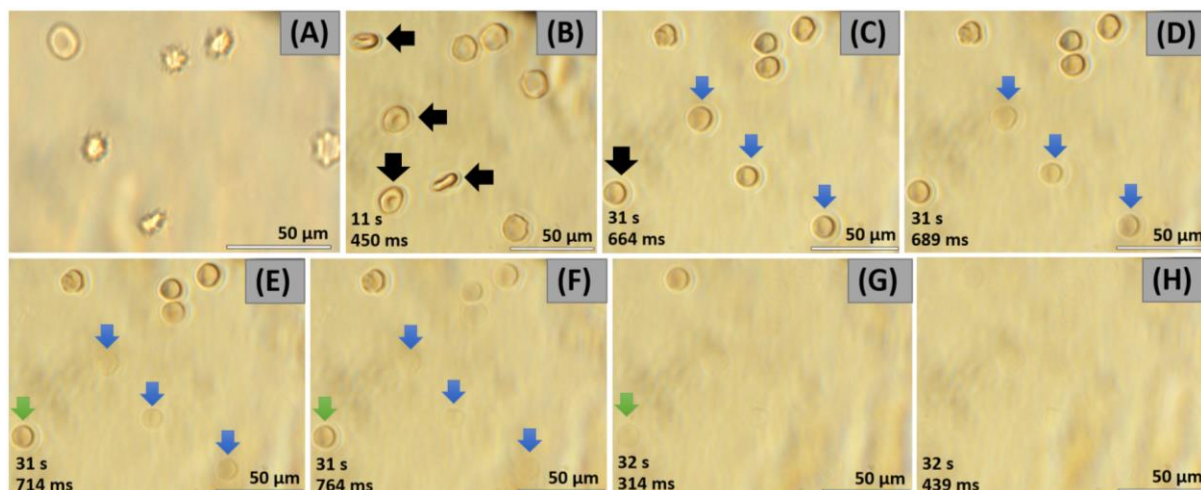 (A)
50 µm
(B)
11 s
450 ms
50 µm
(C)
31 s
664 ms
50 µm
(D)
31 s
689 ms
50 µm
(E)
31 s
714 ms
50 µm
(F)
31 s
764 ms
50 µm
(G)
32 s
314 ms
50 µm
(H)
32 s
439 ms
50 µm